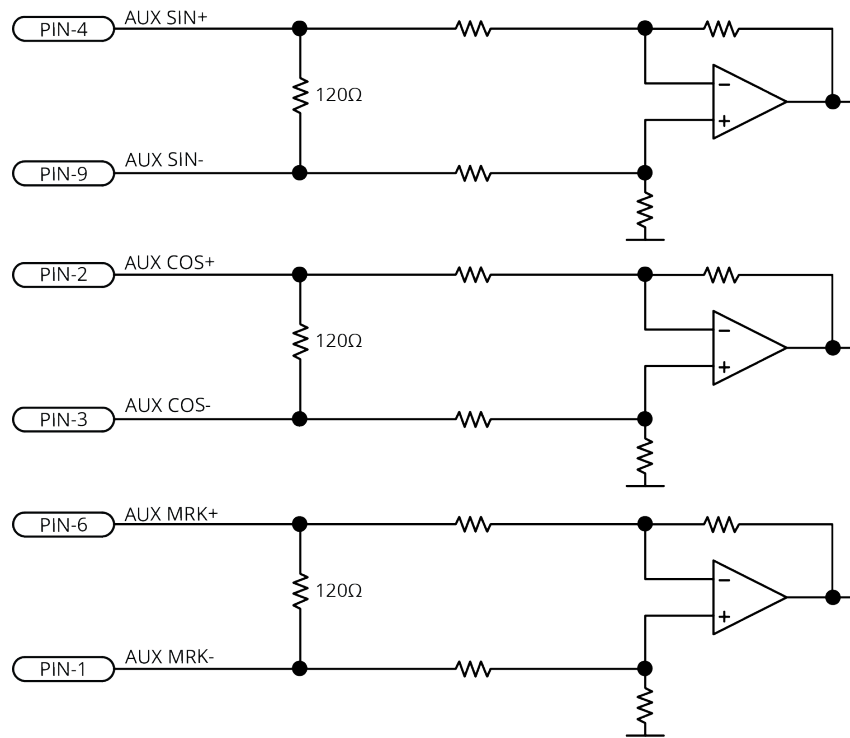 AUX SIN+
PIN-4
120Ω
AUX SIN-
PIN-9
AUX COS+
PIN-2
120Ω
AUX COS-
PIN-3
AUX MRK+
PIN-6
120Ω
AUX MRK-
PIN-1